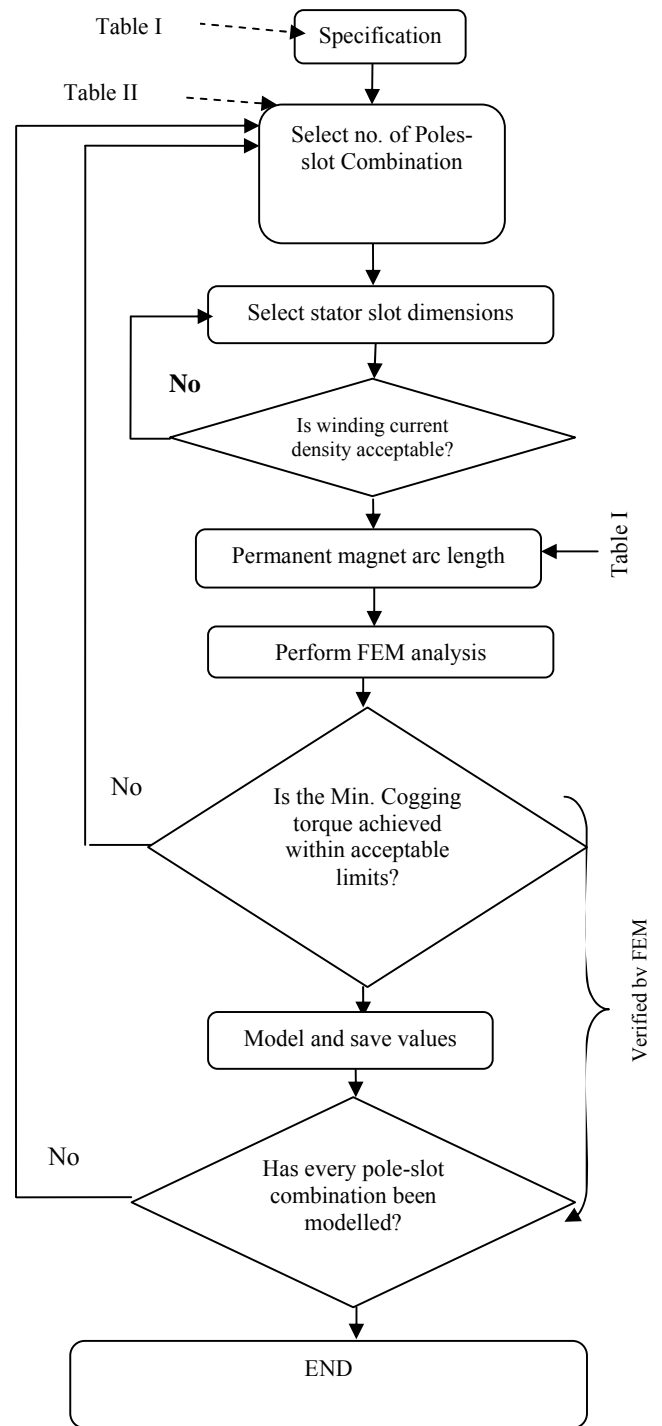 Table I
Specification
Table II
Select no. of Poles-
slot Combination
Select stator slot dimensions
No
Is winding current
density acceptable?
Permanent magnet arc length
Table I
Perform FEM analysis
No
Is the Min. Cogging
torque achieved
within acceptable
limits?
Verified by FEM
Model and save values
No
Has every pole-slot
combination been
modelled?
END